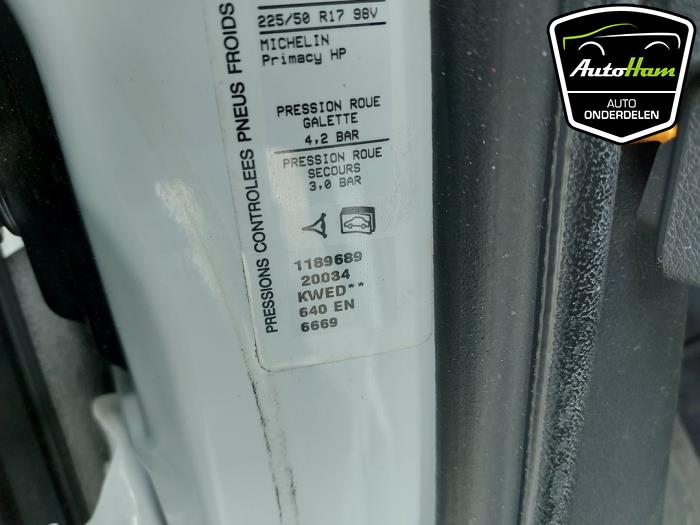 225/50 R17 98V
MICHELIN
Primacy HP
PRESSION ROUE
GALETTE
4,2 BAR
PRESSION ROUE
SECOURS
3,0 BAR
1189689
20034
KWED**
640 EN
6669
PRESSIONS CONTROLEES PNEUS FROIDS
AutoHam
AUTO
ONDERDELEN